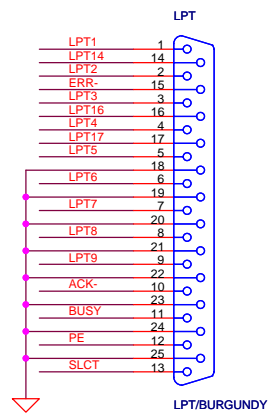 LPT
LPT1 1
LPT14 14
LPT2 2
ERR- 15
LPT3 3
LPT16 16
LPT4 4
LPT17 17
LPT5 5
18
LPT6 6
19
LPT7 7
20
LPT8 8
21
LPT9 9
22
ACK- 10
23
BUSY 11
24
PE 12
25
SLCT 13
LPT/BURGUNDY